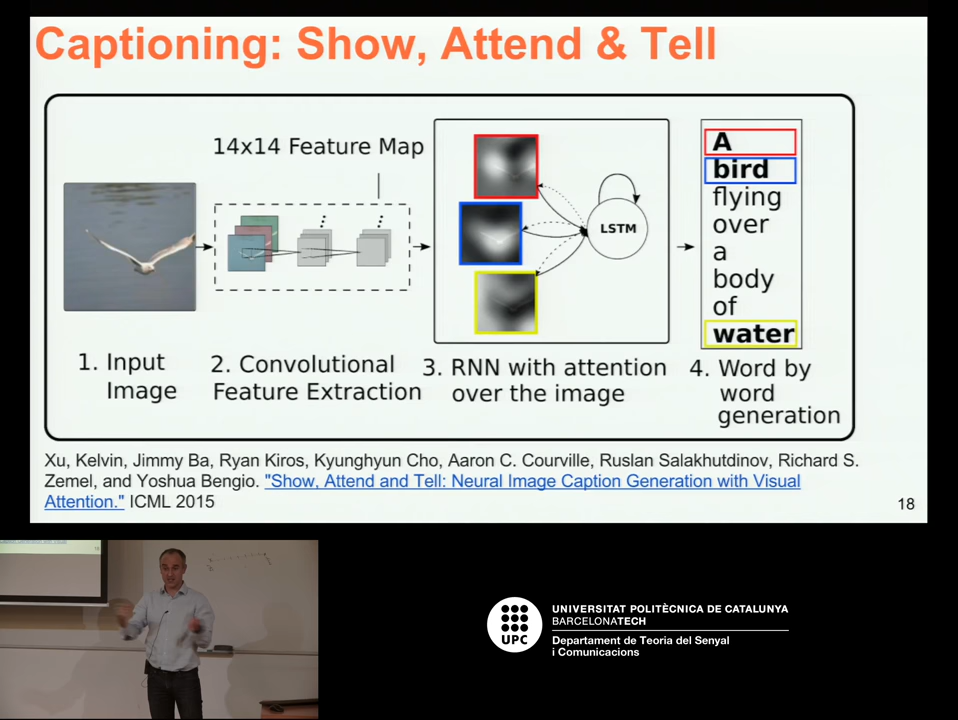 Captioning: Show, Attend & Tell
14x14 Feature Map
LSTM
A
bird
flying
over
a
body
of
water
1. Input
Image
2. Convolutional
Feature Extraction
3. RNN with attention
over the image
4. Word by
word
generation
Xu, Kelvin, Jimmy Ba, Ryan Kiros, Kyunghyun Cho, Aaron C. Courville, Ruslan Salakhutdinov, Richard S.
Zemel, and Yoshua Bengio. "Show, Attend and Tell: Neural Image Caption Generation with Visual
Attention." ICML 2015
18
UPC
UNIVERSITAT POLITÈCNICA DE CATALUNYA
BARCELONATECH
Departament de Teoria del Senyal
i Comunicacions